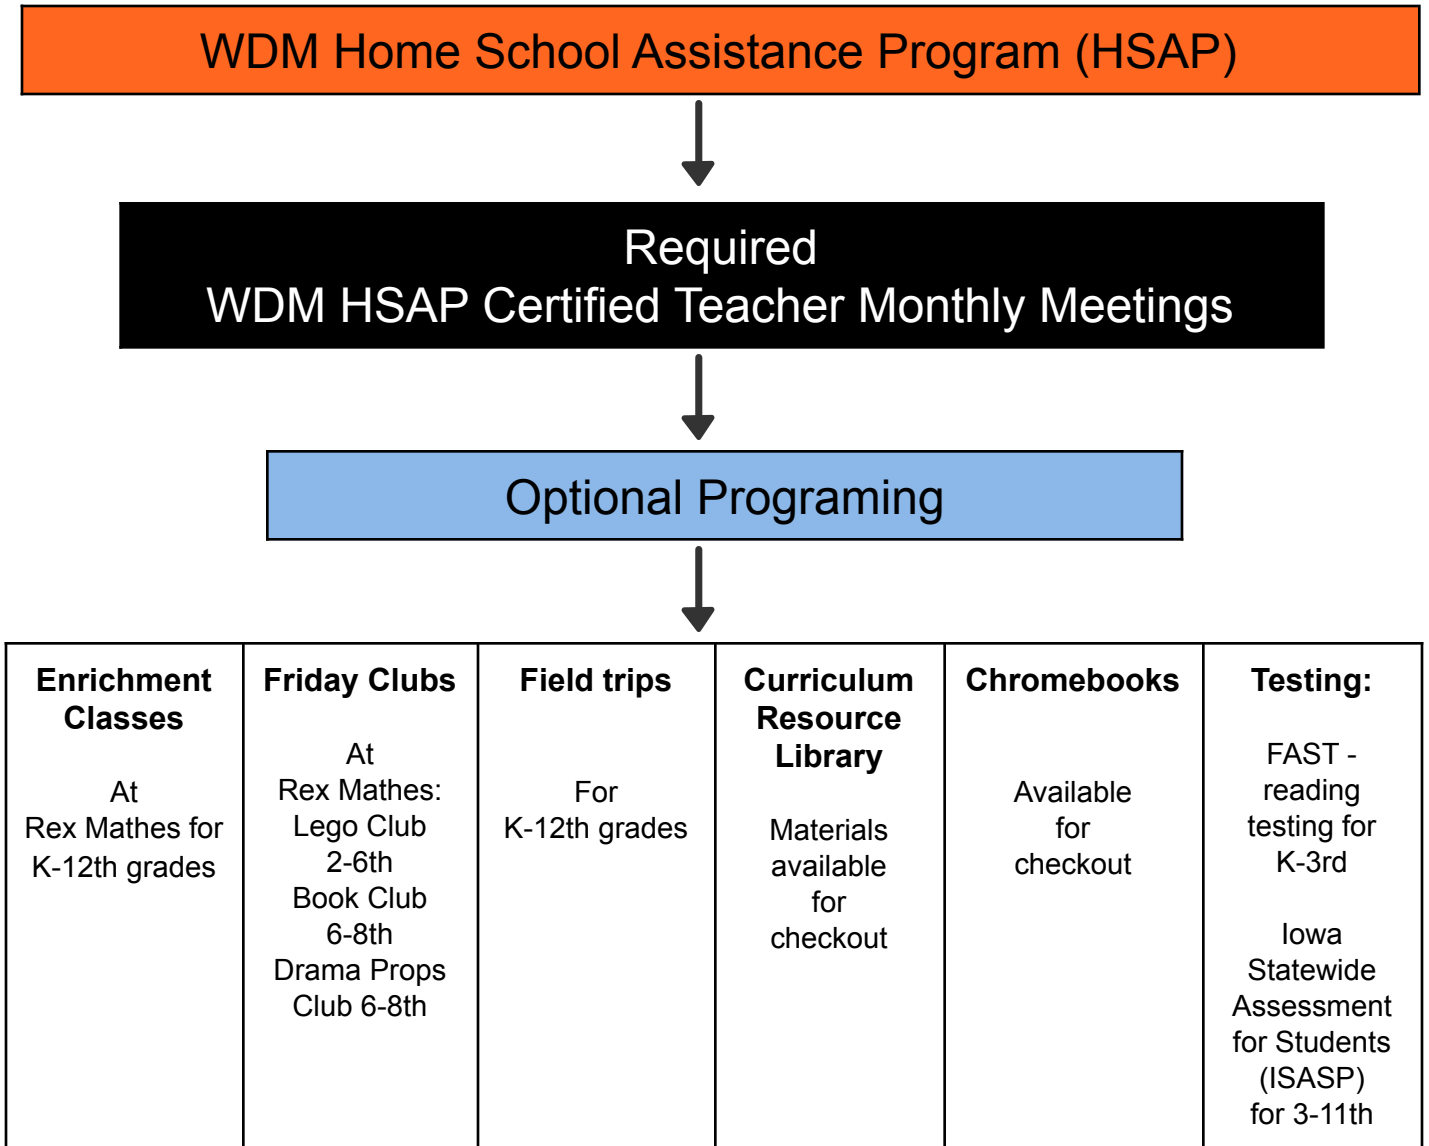 WDM Home School Assistance Program (HSAP)
Required
WDM HSAP Certified Teacher Monthly Meetings
Optional Programing
Enrichment
Classes
At
Rex Mathes for
K-12th grades
Friday Clubs
At
Rex Mathes:
Lego Club
2-6th
Book Club
6-8th
Drama Props
Club 6-8th
Field trips
For
K-12th grades
Curriculum
Resource
Library
Materials
available
for
checkout
Chromebooks
Available
for
checkout
Testing:
FAST -
reading
testing for
K-3rd
Iowa
Statewide
Assessment
for Students
(ISASP)
for 3-11th